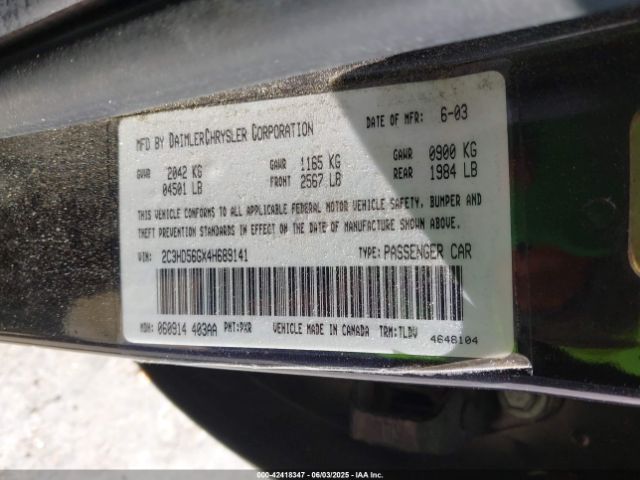 MFD BY DAIMLERCHRYSLER CORPORATION DATE OF MFR: 6-03
GVWR 2042 KG GAWR 1165 KG GAWR 0900 KG
04501 LB FRONT 2567 LB REAR 1984 LB
THIS VEHICLE CONFORMS TO ALL APPLICABLE FEDERAL MOTOR VEHICLE SAFETY, BUMPER AND
THEFT PREVENTION STANDARDS IN EFFECT ON THE DATE OF MANUFACTURE SHOWN ABOVE.
VIN: 2C3HD56GX4H689141 TYPE: PASSENGER CAR
MDH: 060914 403AA PNT: PXR VEHICLE MADE IN CANADA TRM: TLDV
4648104
000-42418347 - 06/03/2025 - IAA Inc.